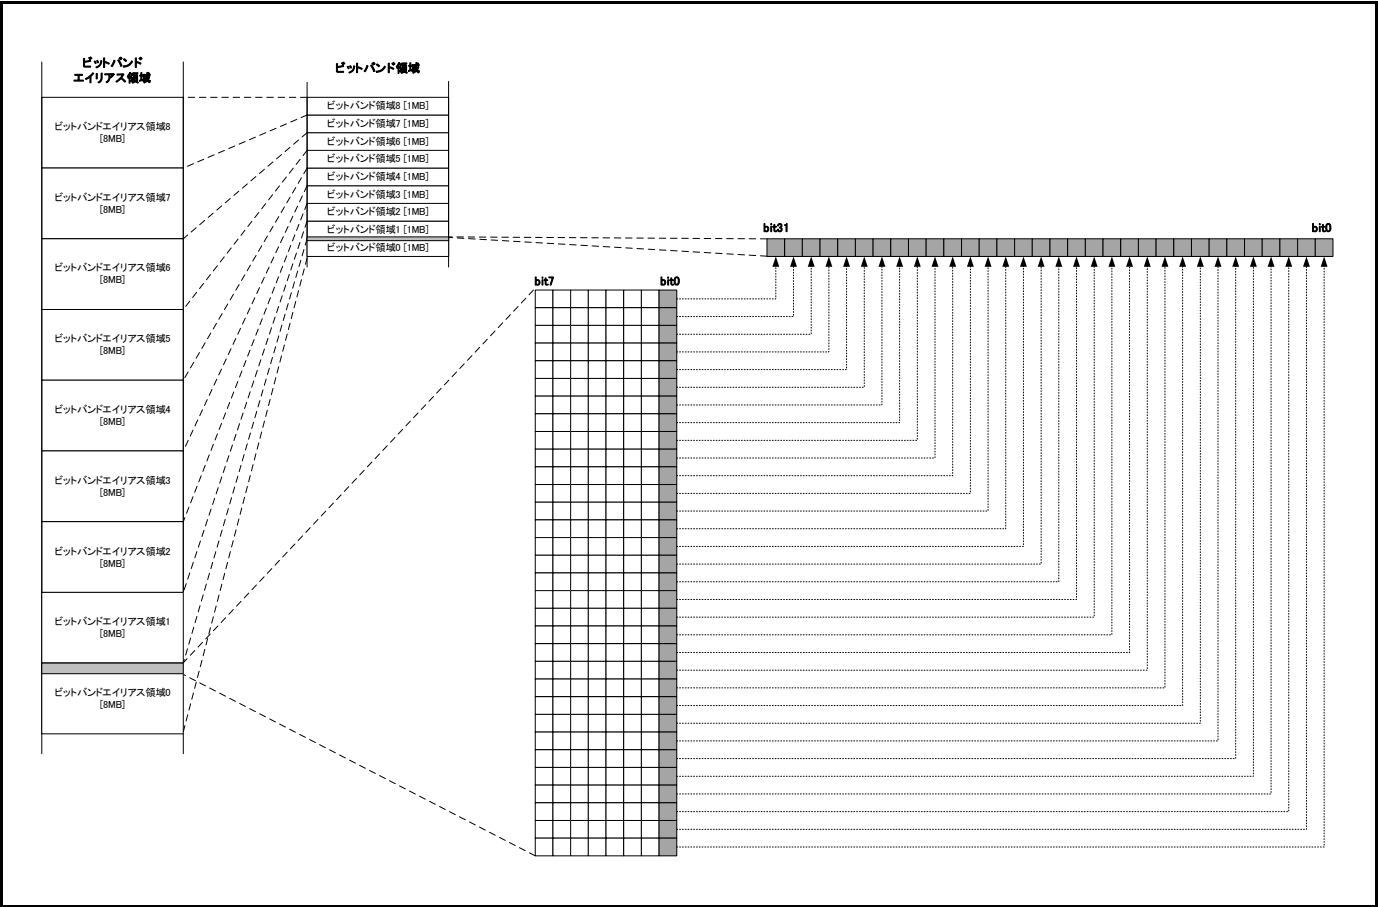 ビットバンド
エイリアス領域
ビットバンドエイリアス領域8
[8MB]
ビットバンドエイリアス領域7
[8MB]
ビットバンドエイリアス領域6
[8MB]
ビットバンドエイリアス領域5
[8MB]
ビットバンドエイリアス領域4
[8MB]
ビットバンドエイリアス領域3
[8MB]
ビットバンドエイリアス領域2
[8MB]
ビットバンドエイリアス領域1
[8MB]
ビットバンドエイリアス領域0
[8MB]
ビットバンド領域
ビットバンド領域8 [1MB]
ビットバンド領域7 [1MB]
ビットバンド領域6 [1MB]
ビットバンド領域5 [1MB]
ビットバンド領域4 [1MB]
ビットバンド領域3 [1MB]
ビットバンド領域2 [1MB]
ビットバンド領域1 [1MB]
ビットバンド領域0 [1MB]
bit31 bit0
bit7 bit0